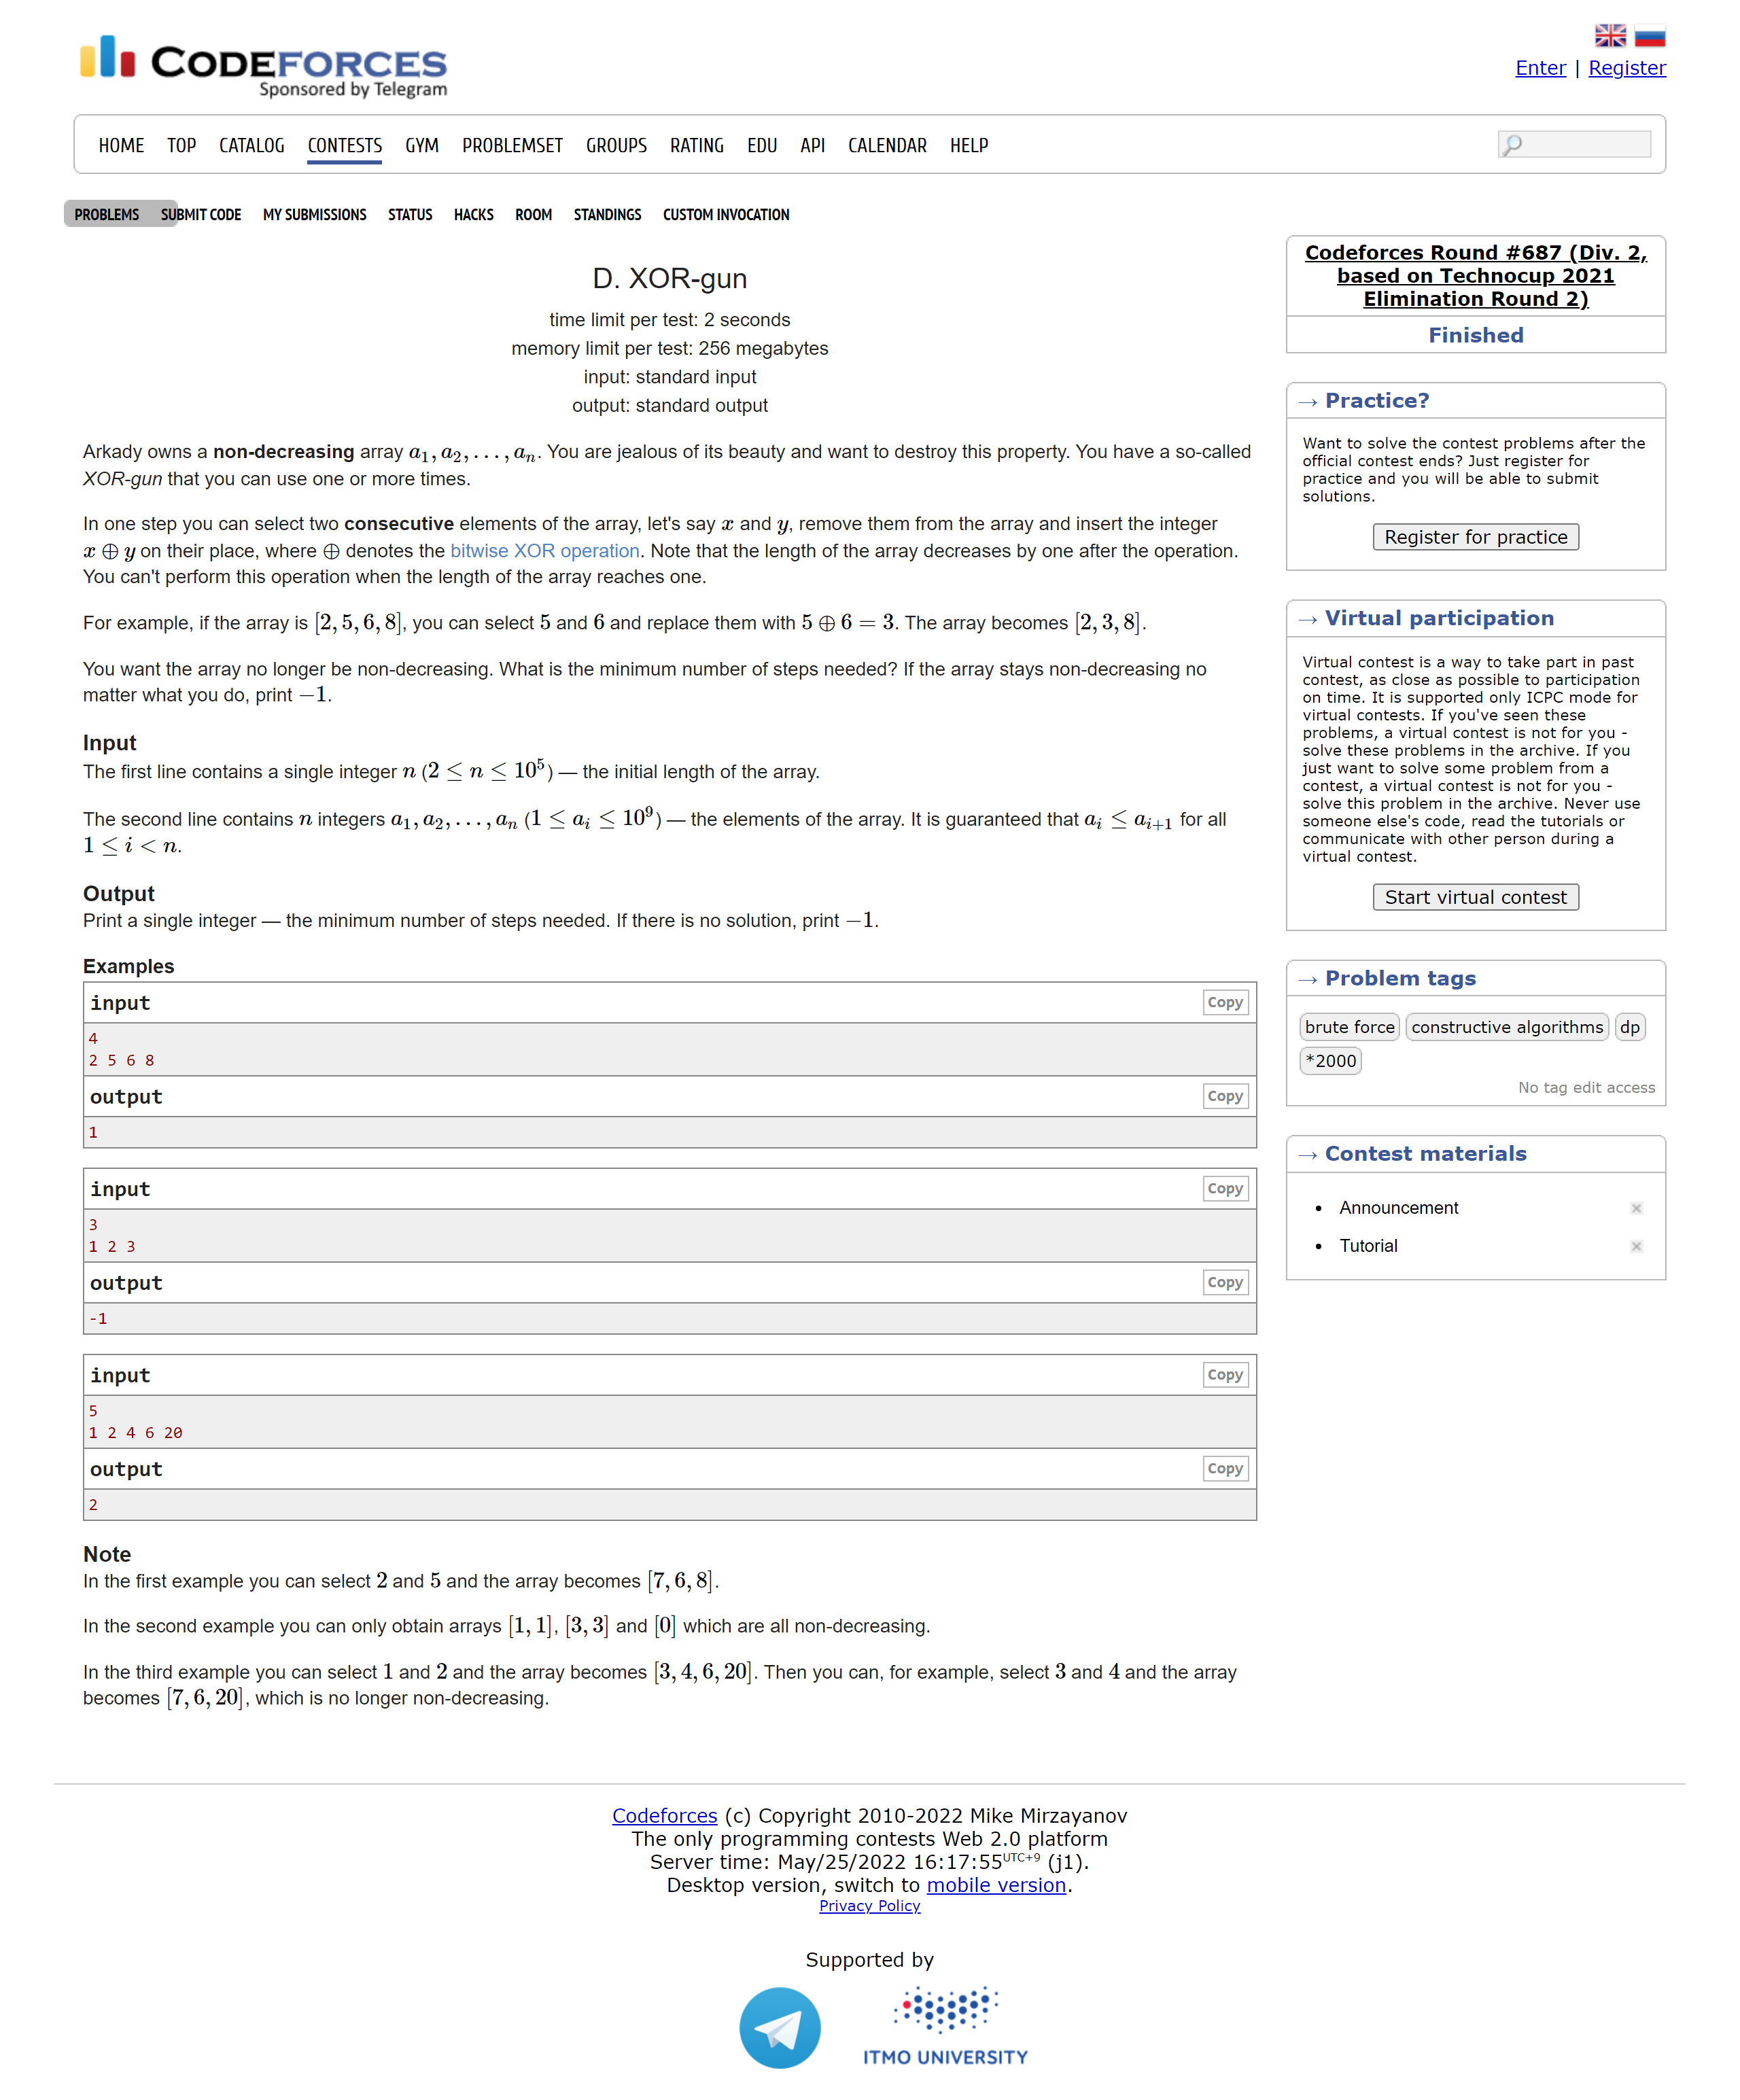 CODEFORCES
Sponsored by Telegram
Enter | Register
HOME TOP CATALOG CONTESTS GYM PROBLEMSET GROUPS RATING EDU API CALENDAR HELP
PROBLEMS SUBMIT CODE MY SUBMISSIONS STATUS HACKS ROOM STANDINGS CUSTOM INVOCATION
D. XOR-gun
time limit per test: 2 seconds
memory limit per test: 256 megabytes
input: standard input
output: standard output
Arkady owns a non-decreasing array a₁, a₂, …, aₙ. You are jealous of its beauty and want to destroy this property. You have a so-called
XOR-gun that you can use one or more times.
In one step you can select two consecutive elements of the array, let's say x and y, remove them from the array and insert the integer
x ⊕ y on their place, where ⊕ denotes the bitwise XOR operation. Note that the length of the array decreases by one after the operation.
You can't perform this operation when the length of the array reaches one.
For example, if the array is [2, 5, 6, 8], you can select 5 and 6 and replace them with 5 ⊕ 6 = 3. The array becomes [2, 3, 8].
You want the array no longer be non-decreasing. What is the minimum number of steps needed? If the array stays non-decreasing no
matter what you do, print −1.
Input
The first line contains a single integer n (2 ≤ n ≤ 10⁵) — the initial length of the array.
The second line contains n integers a₁, a₂, …, aₙ (1 ≤ aᵢ ≤ 10⁹) — the elements of the array. It is guaranteed that aᵢ ≤ aᵢ₊₁ for all
1 ≤ i < n.
Output
Print a single integer — the minimum number of steps needed. If there is no solution, print −1.
Examples
input Copy
4
2 5 6 8
output Copy
1
input Copy
3
1 2 3
output Copy
-1
input Copy
5
1 2 4 6 20
output Copy
2
Note
In the first example you can select 2 and 5 and the array becomes [7, 6, 8].
In the second example you can only obtain arrays [1, 1], [3, 3] and [0] which are all non-decreasing.
In the third example you can select 1 and 2 and the array becomes [3, 4, 6, 20]. Then you can, for example, select 3 and 4 and the array
becomes [7, 6, 20], which is no longer non-decreasing.
Codeforces Round #687 (Div. 2,
based on Technocup 2021
Elimination Round 2)
Finished
→ Practice?
Want to solve the contest problems after the
official contest ends? Just register for
practice and you will be able to submit
solutions.
Register for practice
→ Virtual participation
Virtual contest is a way to take part in past
contest, as close as possible to participation
on time. It is supported only ICPC mode for
virtual contests. If you've seen these
problems, a virtual contest is not for you -
solve these problems in the archive. If you
just want to solve some problem from a
contest, a virtual contest is not for you -
solve this problem in the archive. Never use
someone else's code, read the tutorials or
communicate with other person during a
virtual contest.
Start virtual contest
→ Problem tags
brute force constructive algorithms dp
*2000
No tag edit access
→ Contest materials
• Announcement
• Tutorial
Codeforces (c) Copyright 2010-2022 Mike Mirzayanov
The only programming contests Web 2.0 platform
Server time: May/25/2022 16:17:55UTC+9 (j1).
Desktop version, switch to mobile version.
Privacy Policy
Supported by
ITMO UNIVERSITY